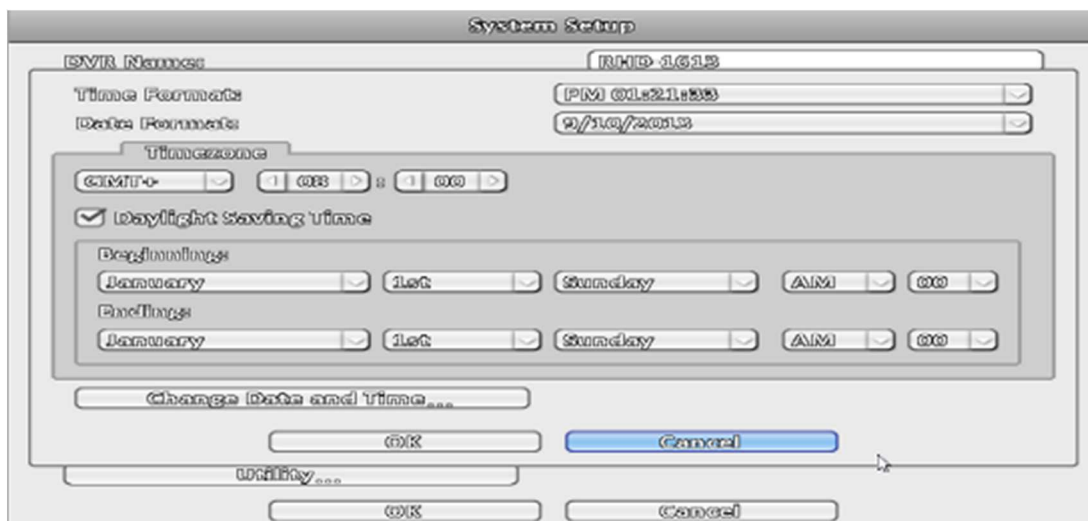 System Setup
DVR Name: RHD 1613
Time Format: PM 01:21:38
Date Format: 9/10/2013
Timezone
GMT+ 08 : 00
Daylight Saving Time
Beginning:
January 1st Sunday AM 00
Ending:
January 1st Sunday AM 00
Change Date and Time...
OK Cancel
Utility...
OK Cancel